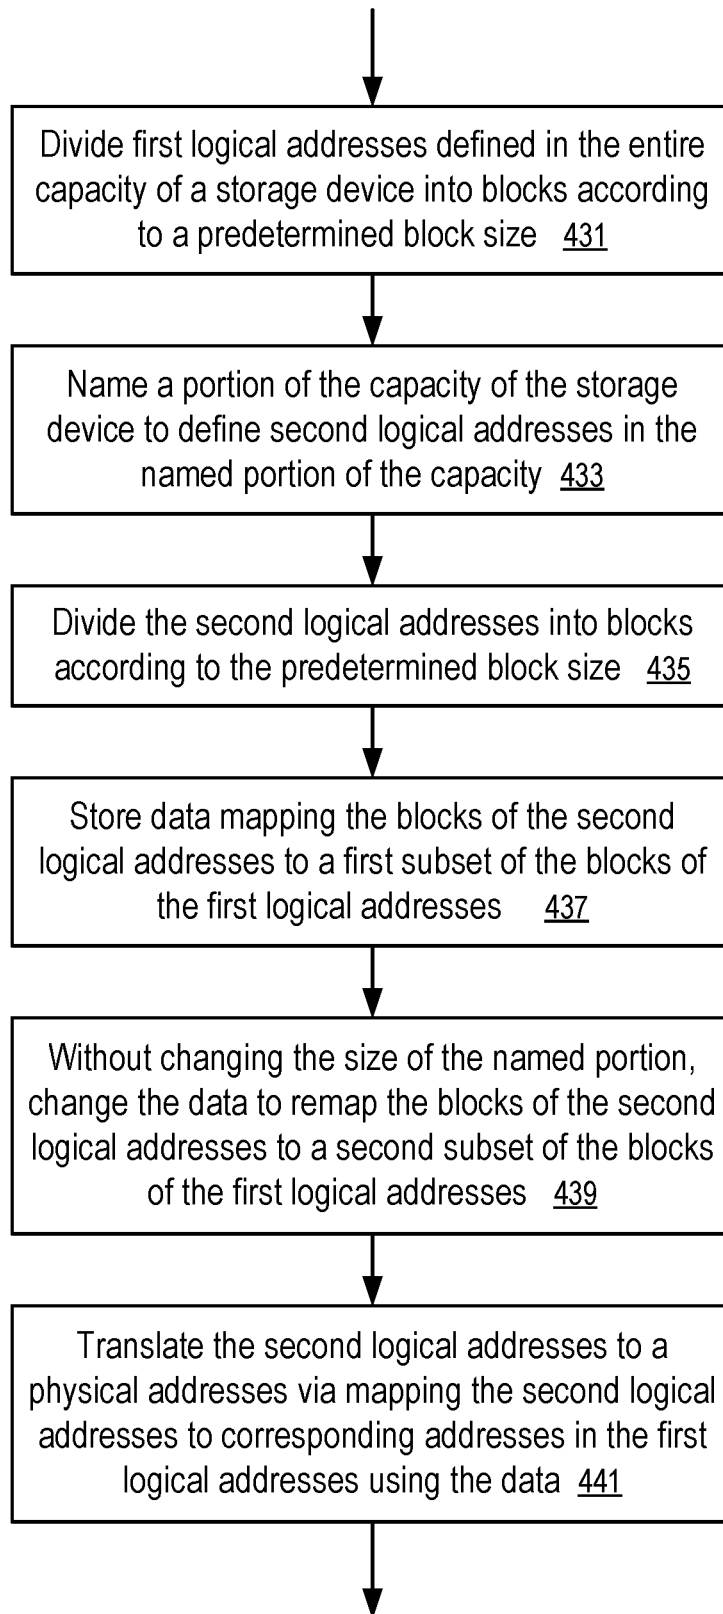 Divide first logical addresses defined in the entire
capacity of a storage device into blocks according
to a predetermined block size 431
Name a portion of the capacity of the storage
device to define second logical addresses in the
named portion of the capacity 433
Divide the second logical addresses into blocks
according to the predetermined block size 435
Store data mapping the blocks of the second
logical addresses to a first subset of the blocks of
the first logical addresses 437
Without changing the size of the named portion,
change the data to remap the blocks of the second
logical addresses to a second subset of the blocks
of the first logical addresses 439
Translate the second logical addresses to a
physical addresses via mapping the second logical
addresses to corresponding addresses in the first
logical addresses using the data 441